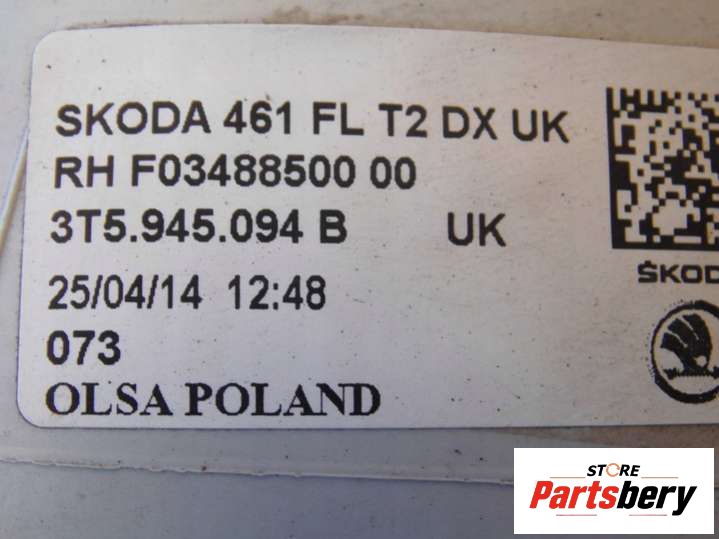 SKODA 461 FL T2 DX UK
RH F03488500 00
3T5.945.094 B UK
25/04/14 12:48
073
OLSA POLAND
ŠKOD
STORE
Partsbery